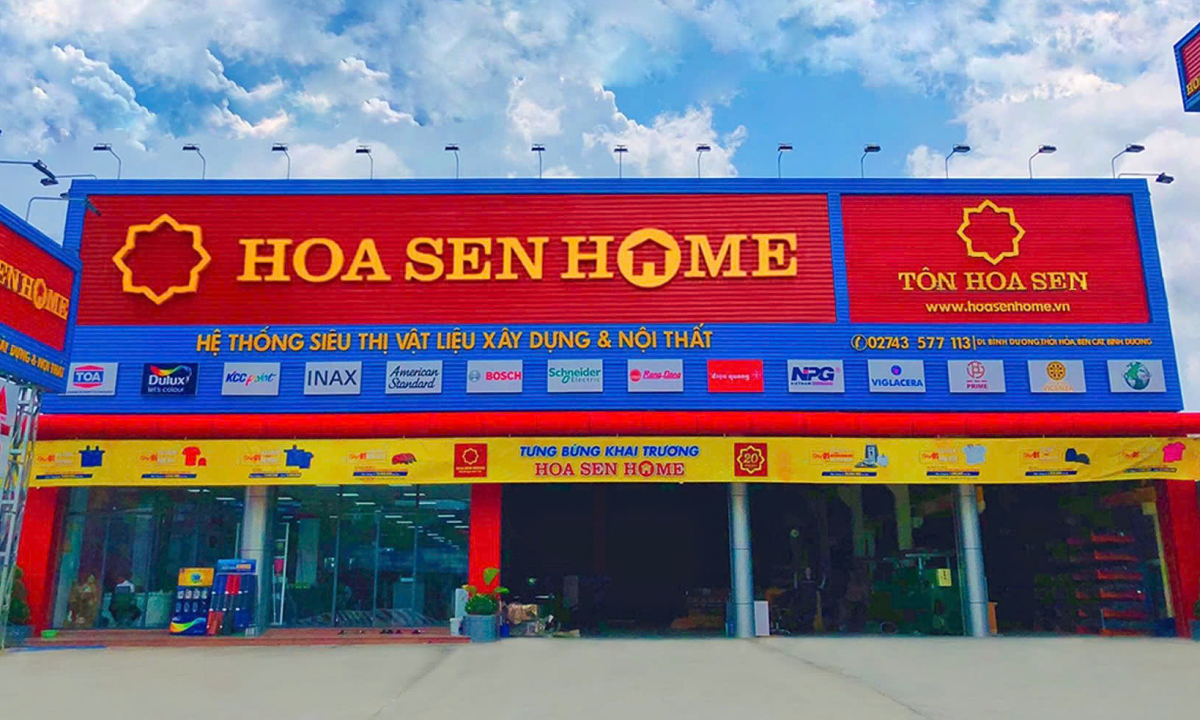 HOA SEN HOME
TÔN HOA SEN
www.hoasenhome.vn
HỆ THỐNG SIÊU THỊ VẬT LIỆU XÂY DỰNG & NỘI THẤT
02743 577 113
TOA
Dulux
let's colour
KCC paint
INAX
American Standard
BOSCH
Schneider Electric
NPG
VIGLACERA
PRIME
TƯNG BỪNG KHAI TRƯƠNG
HOA SEN HOME
20